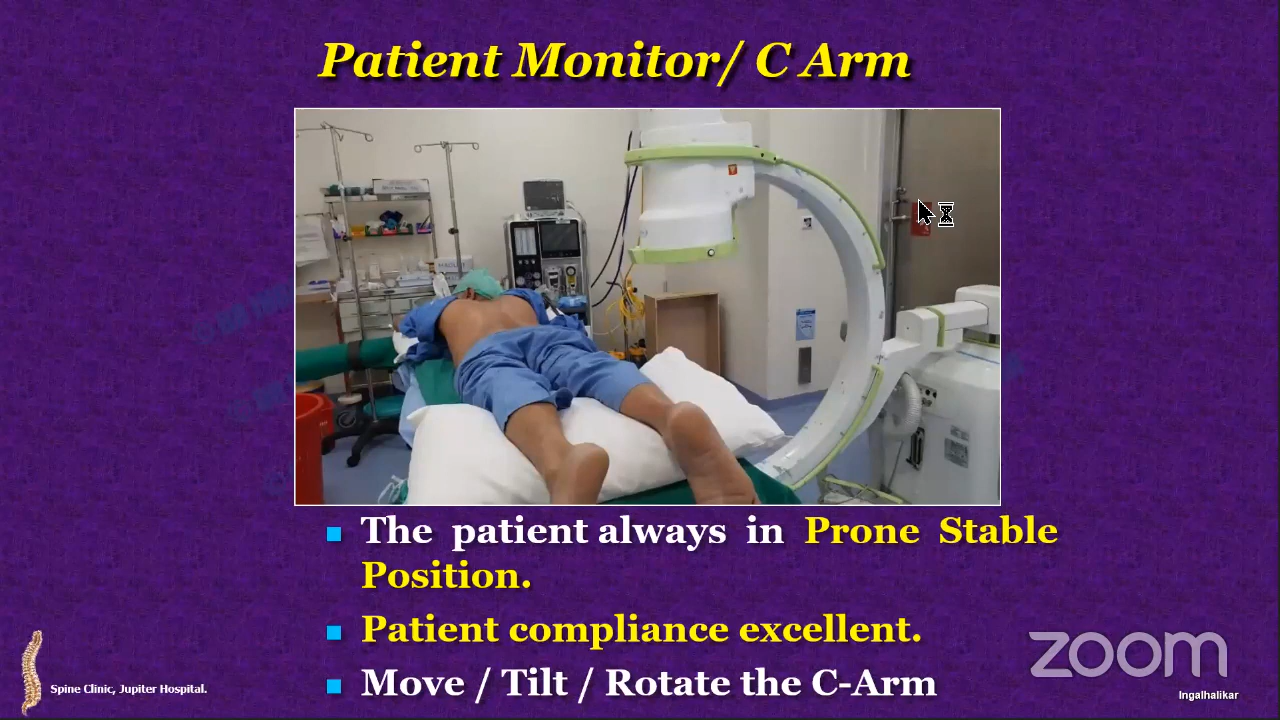 Patient Monitor/ C Arm
The patient always in Prone Stable
Position.
Patient compliance excellent.
Move / Tilt / Rotate the C-Arm
Spine Clinic, Jupiter Hospital.
zoom
Ingalhalikar